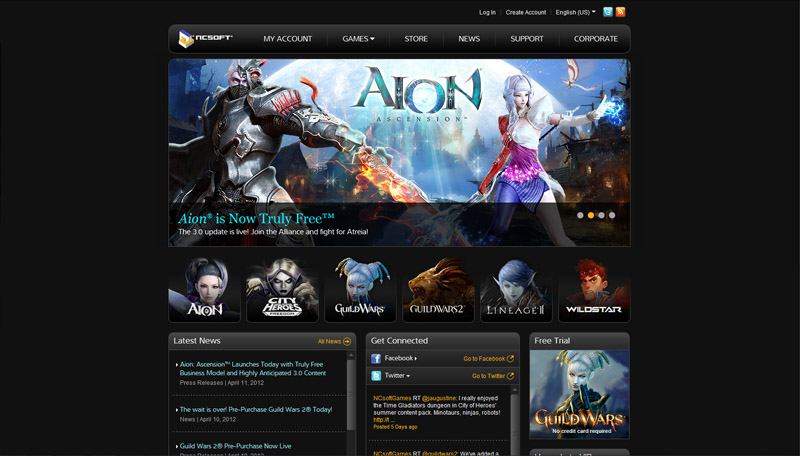 Log In | Create Account | English (US)
NCSOFT
MY ACCOUNT
GAMES
STORE
NEWS
SUPPORT
CORPORATE
AION
ASCENSION™
Aion® is Now Truly Free™
The 3.0 update is live! Join the Alliance and fight for Atreia!
AION
CITY OF HEROES
FREEDOM
GUILD WARS
GUILD WARS 2
LINEAGE II
WILDSTAR
Latest News
All News
Aion: Ascension™ Launches Today with Truly Free
Business Model and Highly Anticipated 3.0 Content
Press Releases | April 11, 2012
The wait is over! Pre-Purchase Guild Wars 2® Today!
News | April 10, 2012
Guild Wars 2® Pre-Purchase Now Live
Get Connected
Facebook
Go to Facebook
Twitter
Go to Twitter
NCsoftGames RT @jaugustine: I really enjoyed
the Time Gladiators dungeon in City of Heroes'
summer content pack. Minotaurs, ninjas, robots!
Posted 5 Days ago
NCsoftGames RT @guildwars2: We've added a
Free Trial
GUILD WARS
No credit card required